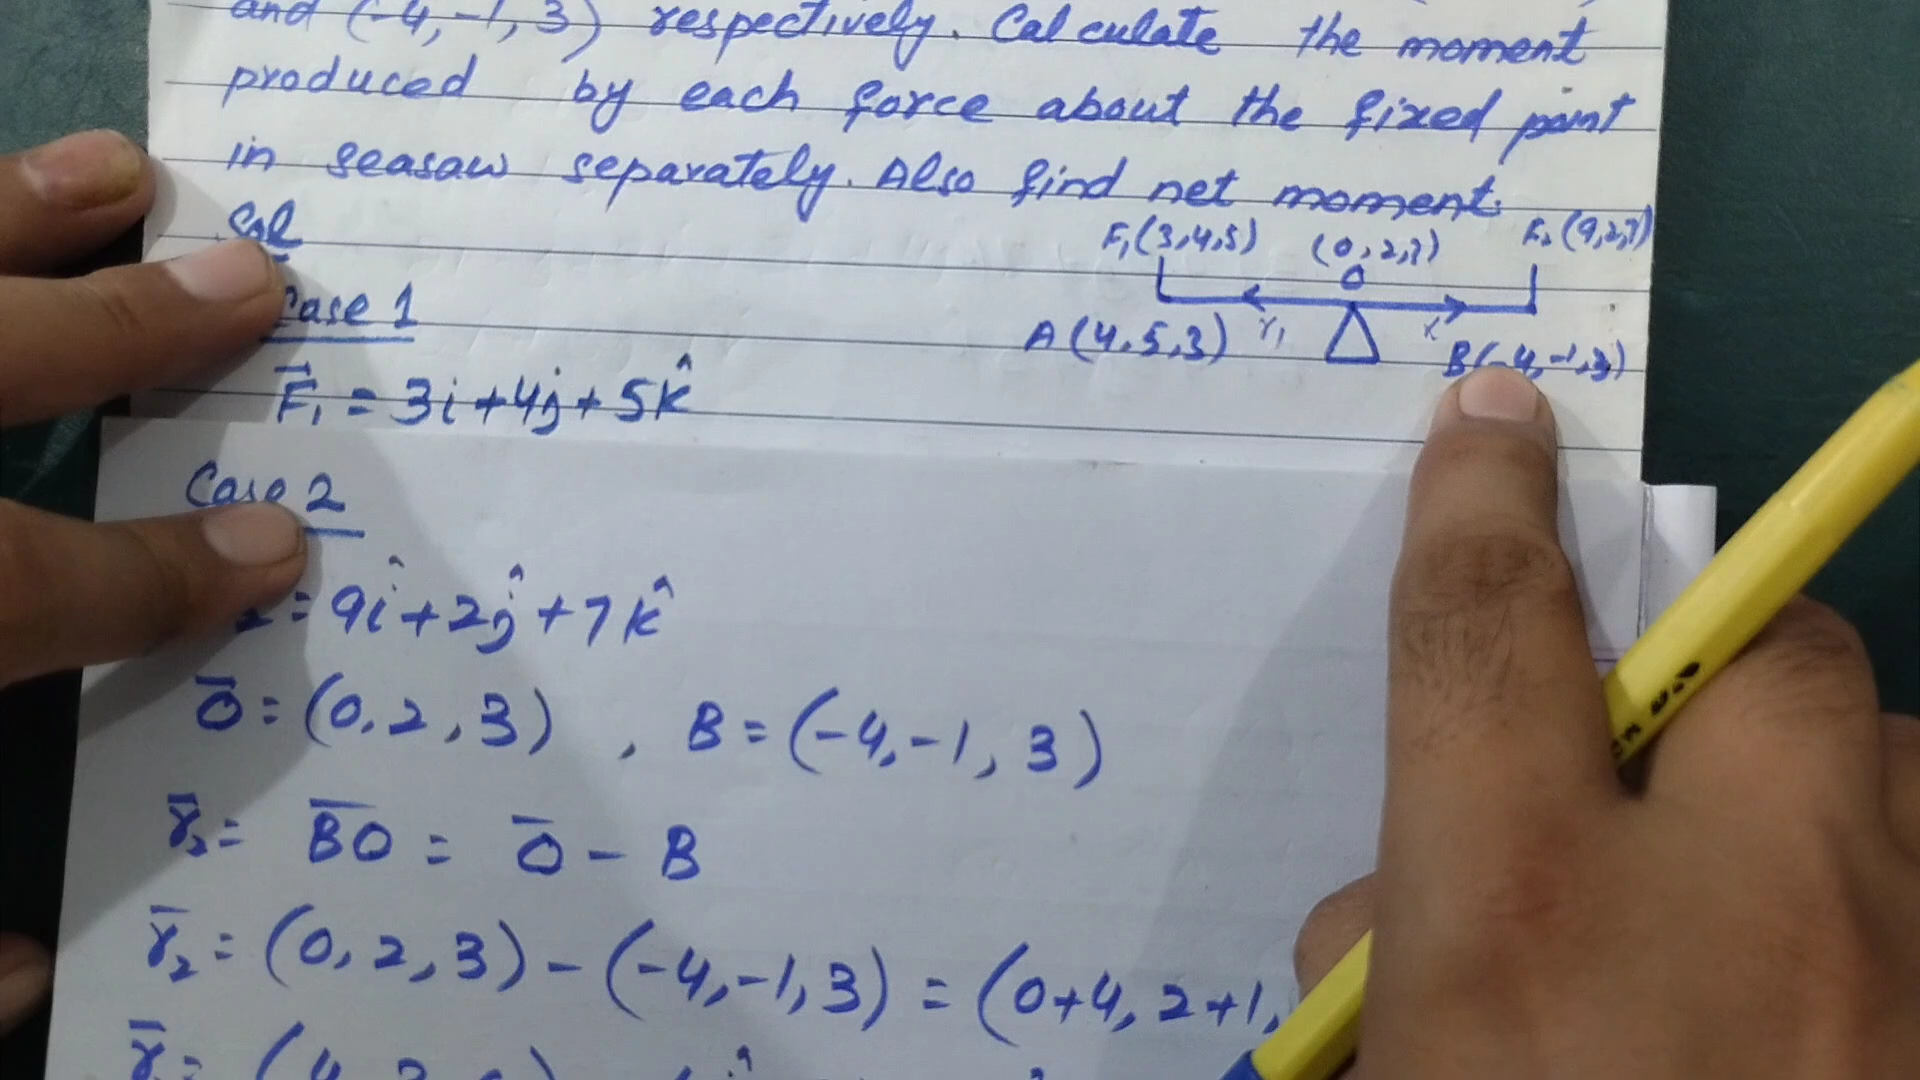 and (-4, -1, 3) respectively. Calculate the moment
produced by each force about the fixed point
in seasaw separately. Also find net moment.
Sol
F₁(3,4,5) (0,2,3) F₂(9,2,7)
O
Case 1
A(4,5,3) r₁ B(-4,-1,3)
F⃗₁ = 3i + 4j + 5k̂
Case 2
= 9î + 2ĵ + 7k̂
O̅ = (0, 2, 3) , B = (-4, -1, 3)
r̅₂ = B̅O̅ = O̅ - B
r̅₂ = (0, 2, 3) - (-4, -1, 3) = (0+4, 2+1,